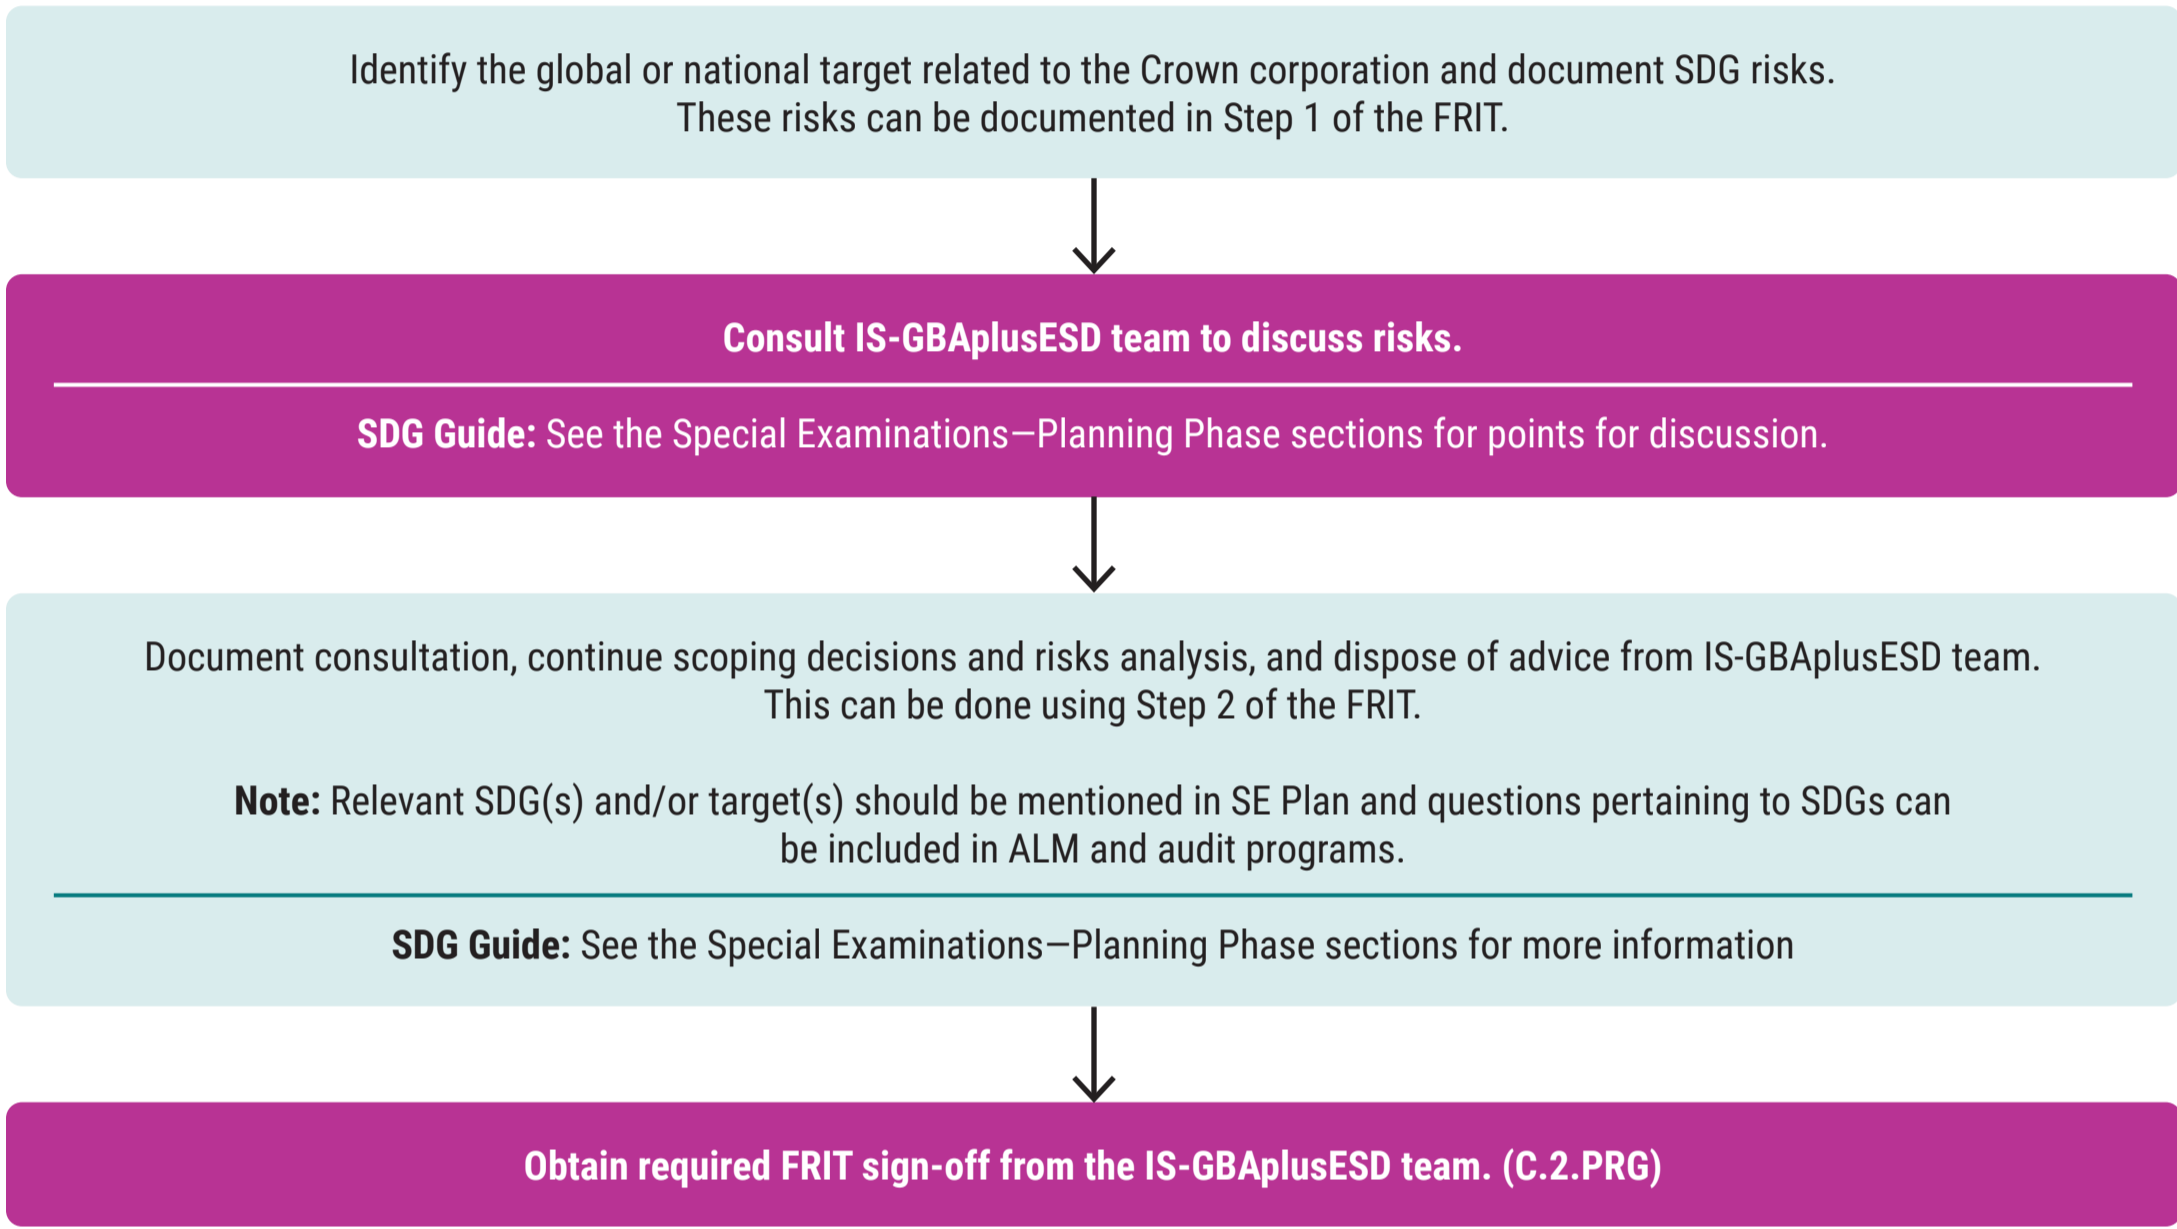 Identify the global or national target related to the Crown corporation and document SDG risks.
These risks can be documented in Step 1 of the FRIT.
Consult IS-GBAplusESD team to discuss risks.
SDG Guide: See the Special Examinations—Planning Phase sections for points for discussion.
Document consultation, continue scoping decisions and risks analysis, and dispose of advice from IS-GBAplusESD team.
This can be done using Step 2 of the FRIT.
Note: Relevant SDG(s) and/or target(s) should be mentioned in SE Plan and questions pertaining to SDGs can
be included in ALM and audit programs.
SDG Guide: See the Special Examinations—Planning Phase sections for more information
Obtain required FRIT sign-off from the IS-GBAplusESD team. (C.2.PRG)